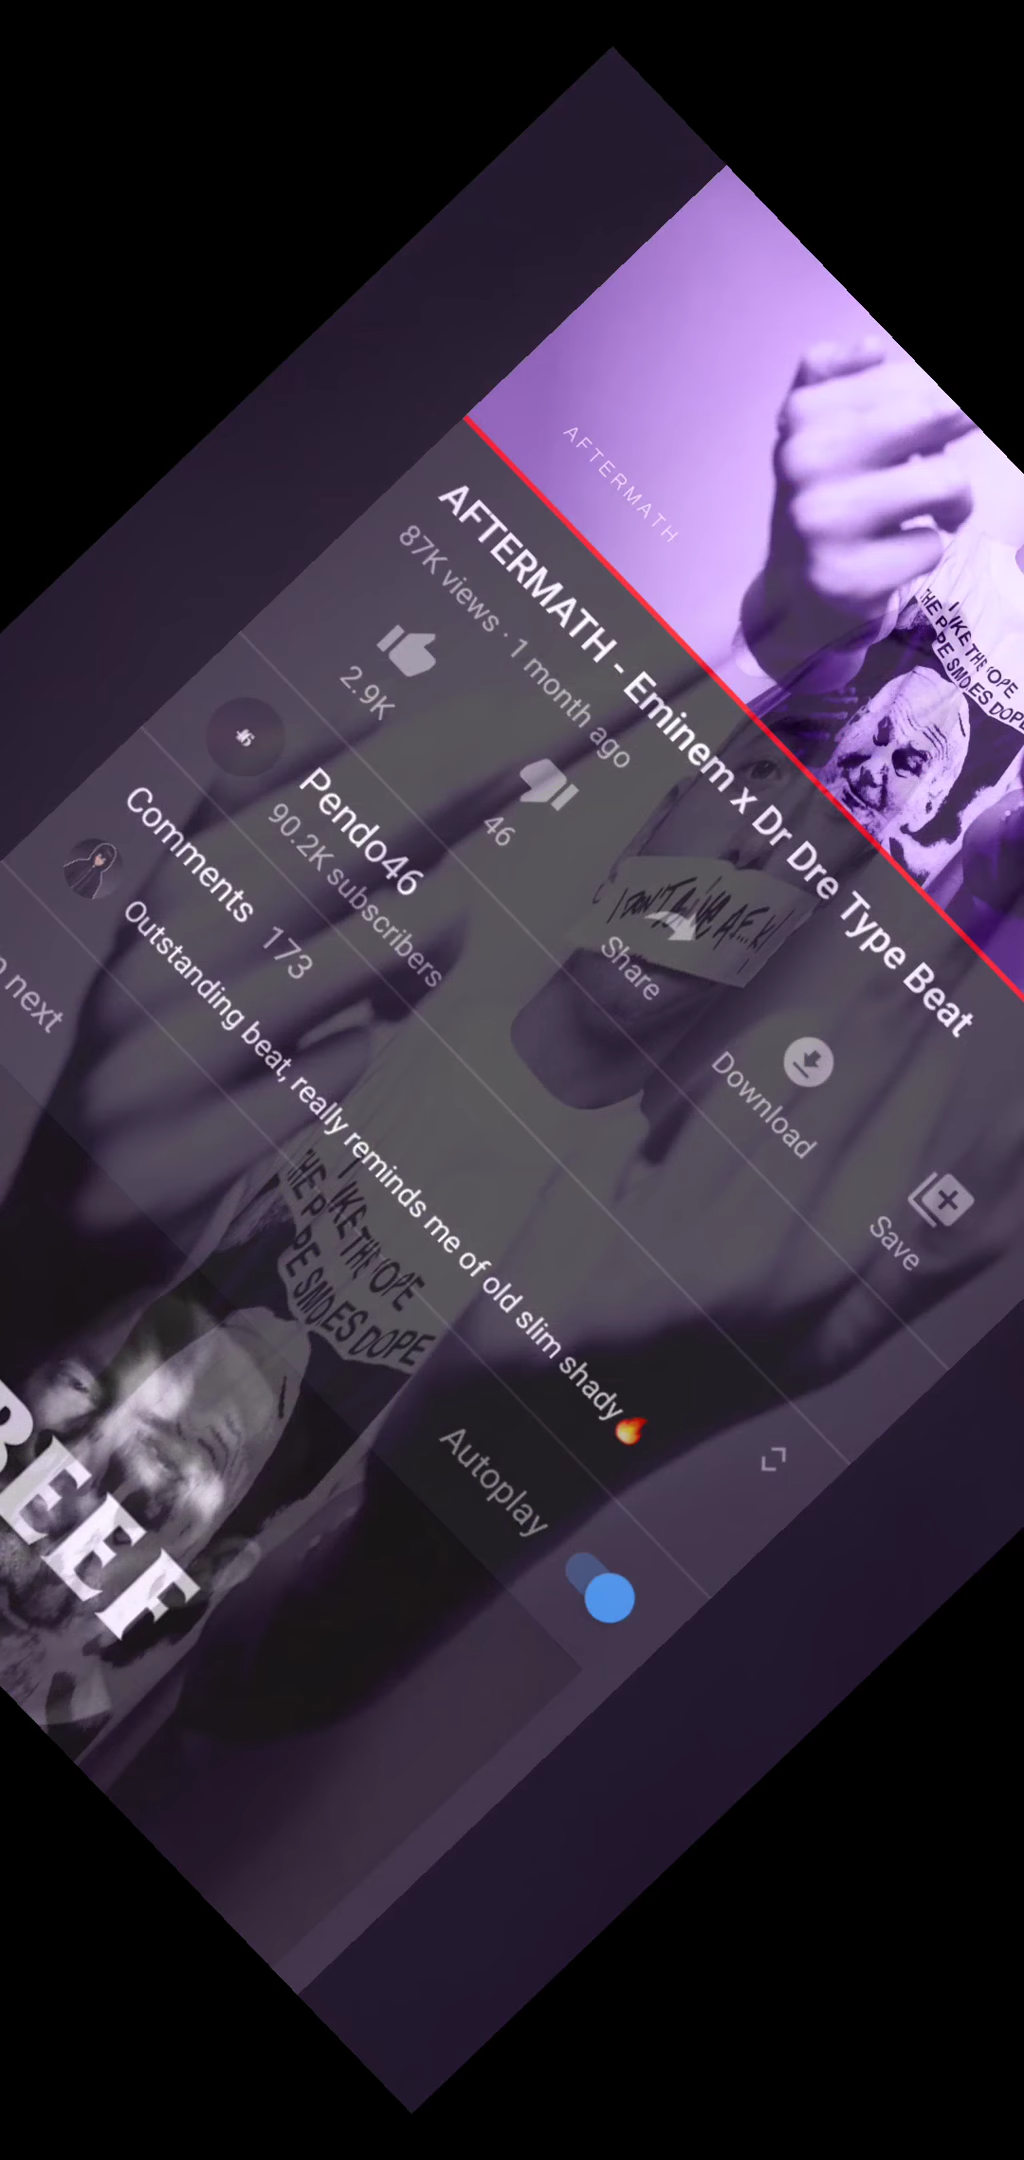 AFTERMATH
AFTERMATH - Eminem x Dr Dre Type Beat
87K views · 1 month ago
2.9K
46
Share
Download
Save
Pendo46
90.2K subscribers
Comments 173
Outstanding beat, really reminds me of old slim shady🔥
next
Autoplay
BEEF